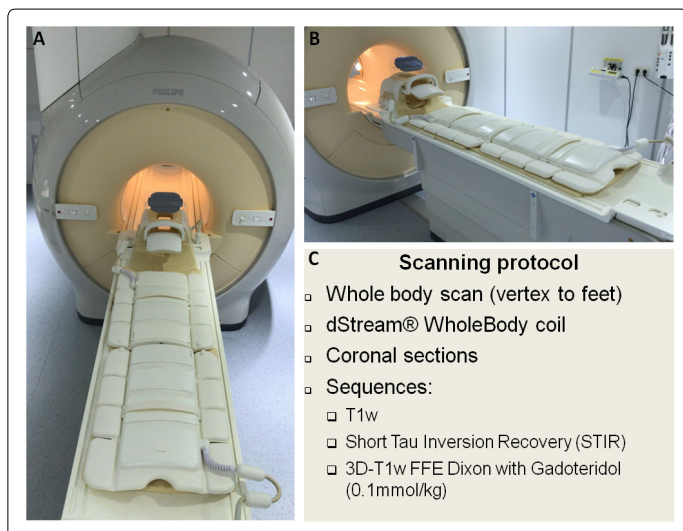 A
PHILIPS
B
C
Scanning protocol
Whole body scan (vertex to feet)
dStream® WholeBody coil
Coronal sections
Sequences:
T1w
Short Tau Inversion Recovery (STIR)
3D-T1w FFE Dixon with Gadoteridol
(0.1mmol/kg)